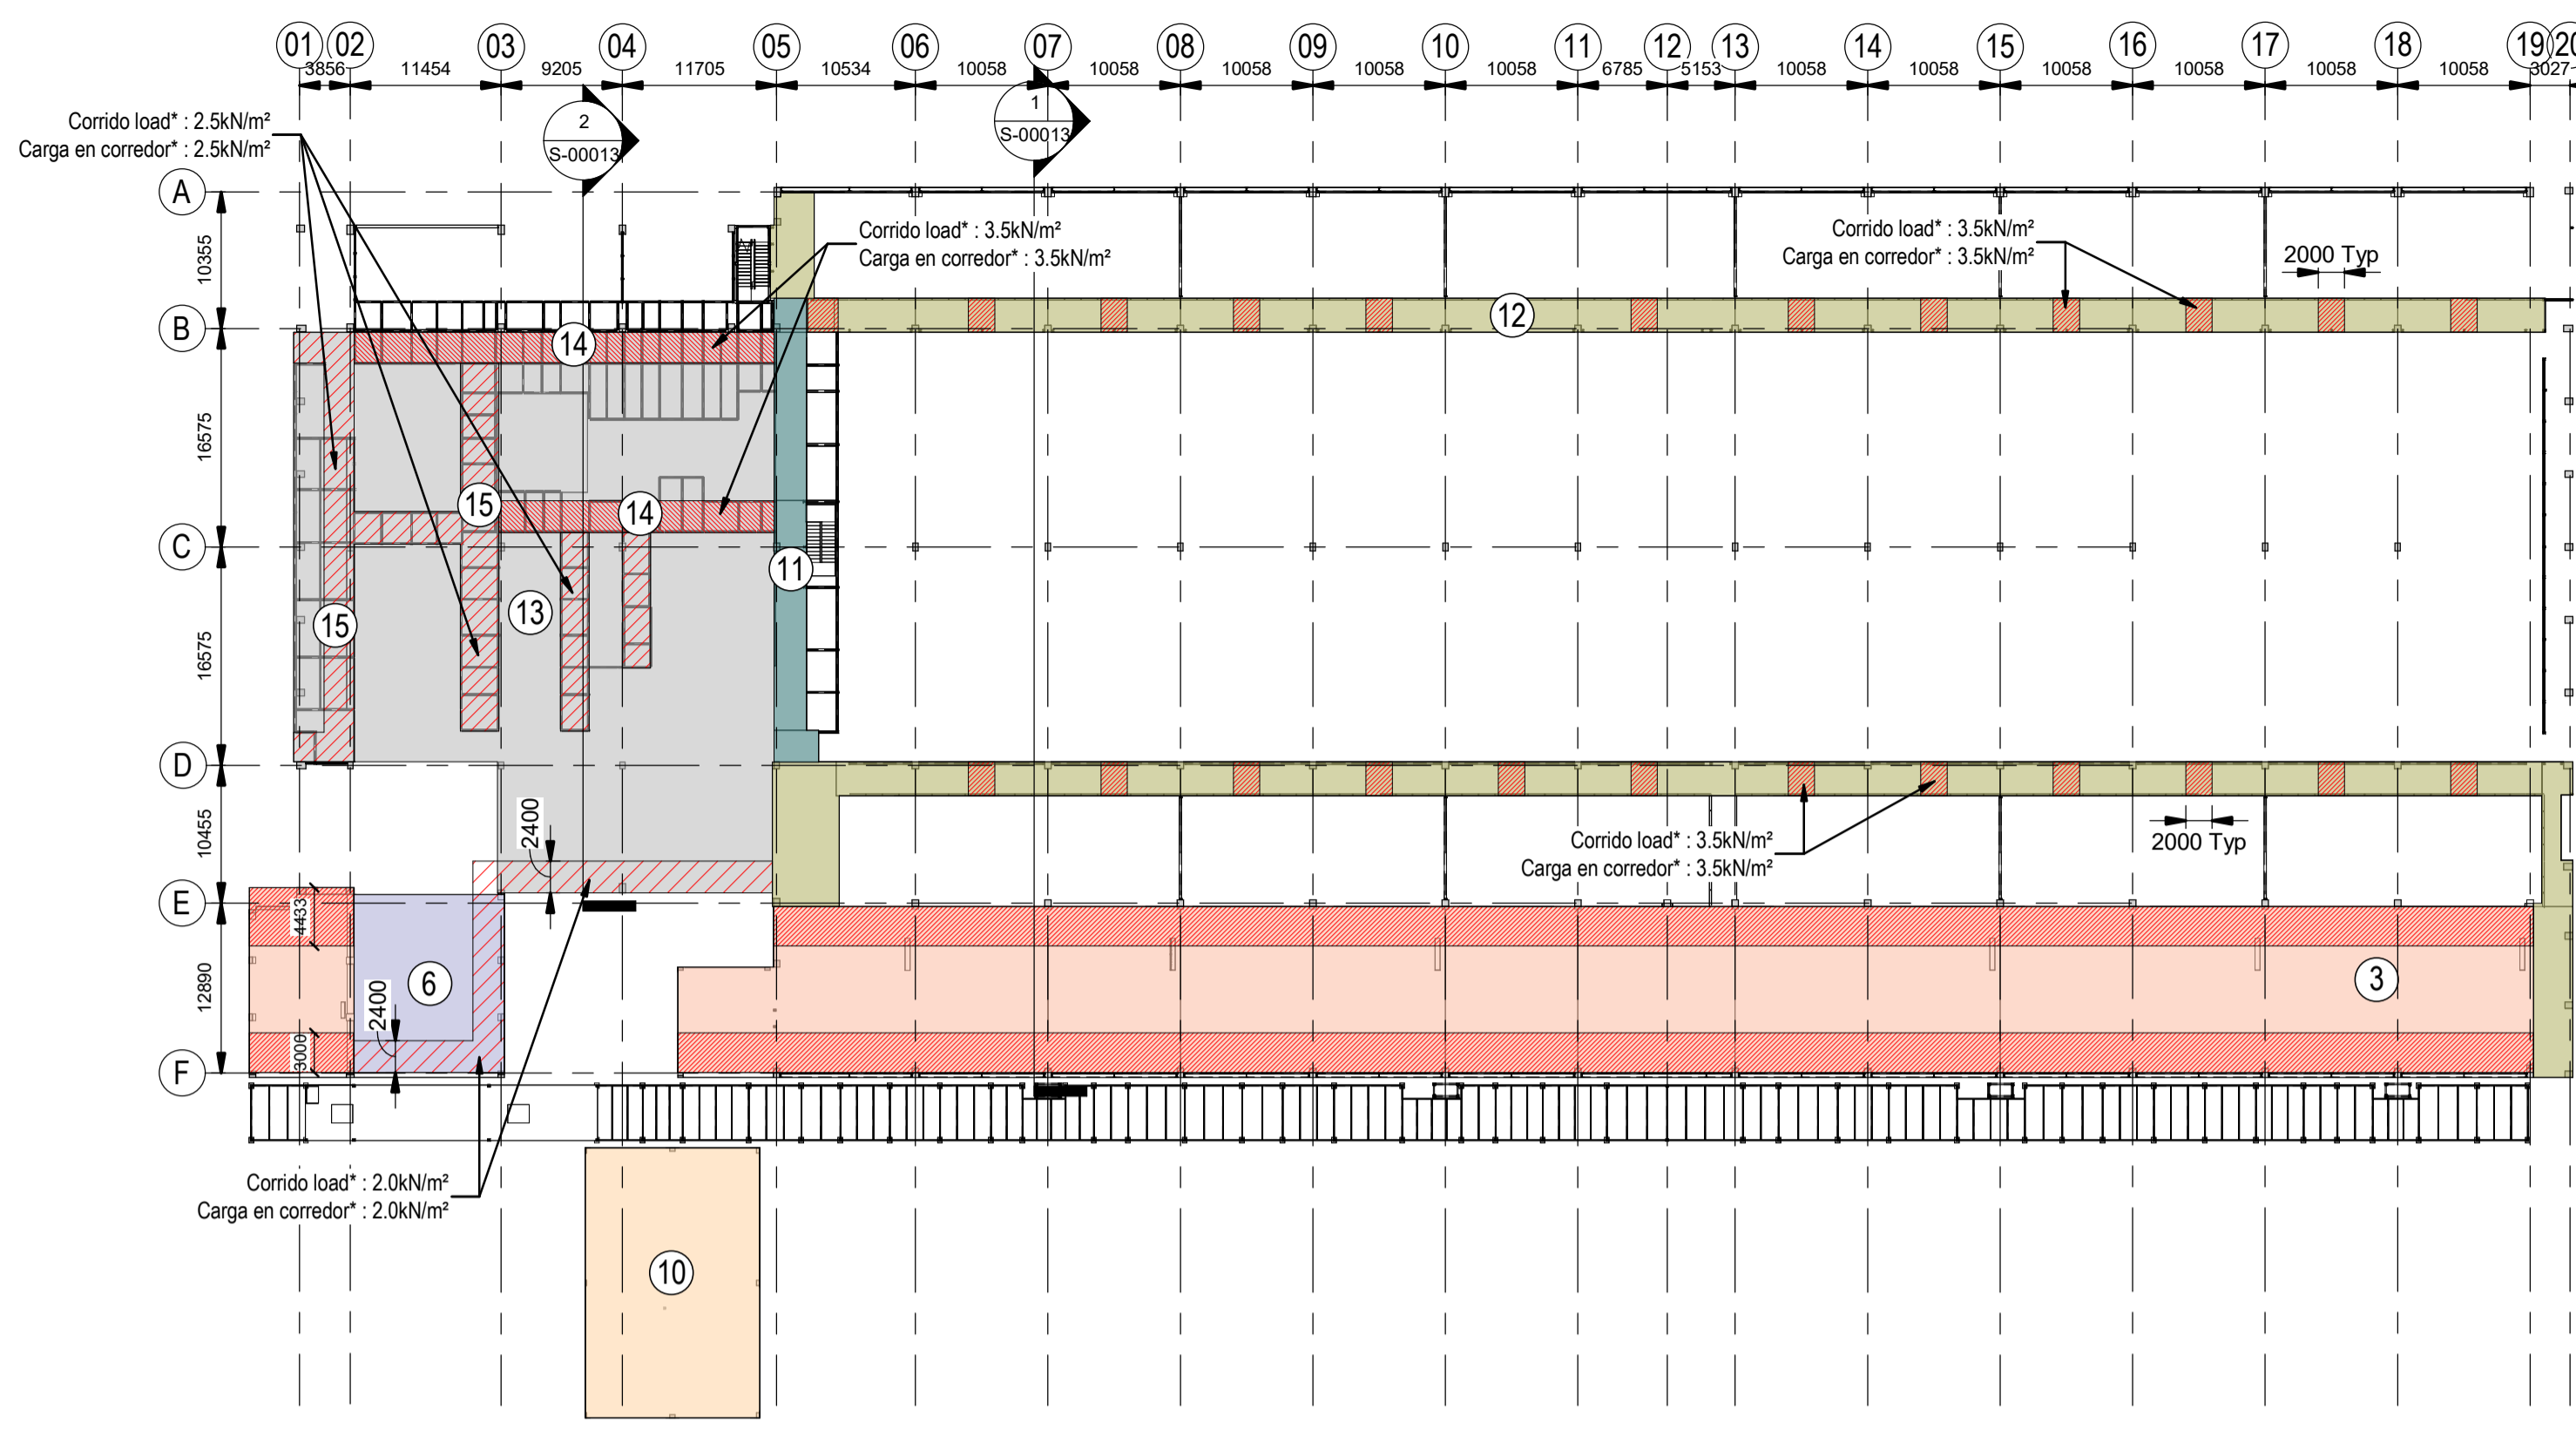 01 02 03 04 05 06 07 08 09 10 11 12 13 14 15 16 17 18 19 20
3856 11454 9205 11705 10534 10058 10058 10058 10058 10058 6785 5153 10058 10058 10058 10058 10058 10058 3027
Corrido load* : 2.5kN/m²
Carga en corredor* : 2.5kN/m²
2
S-00013
1
S-00013
A
10355
Corrido load* : 3.5kN/m²
Carga en corredor* : 3.5kN/m²
Corrido load* : 3.5kN/m²
Carga en corredor* : 3.5kN/m²
2000 Typ
B
12
14
16575
15
14
C
11
13
15
16575
D
10455
2400
Corrido load* : 3.5kN/m²
Carga en corredor* : 3.5kN/m²
2000 Typ
E
4433
12890
6
3
2400
3000
F
Corrido load* : 2.0kN/m²
Carga en corredor* : 2.0kN/m²
10